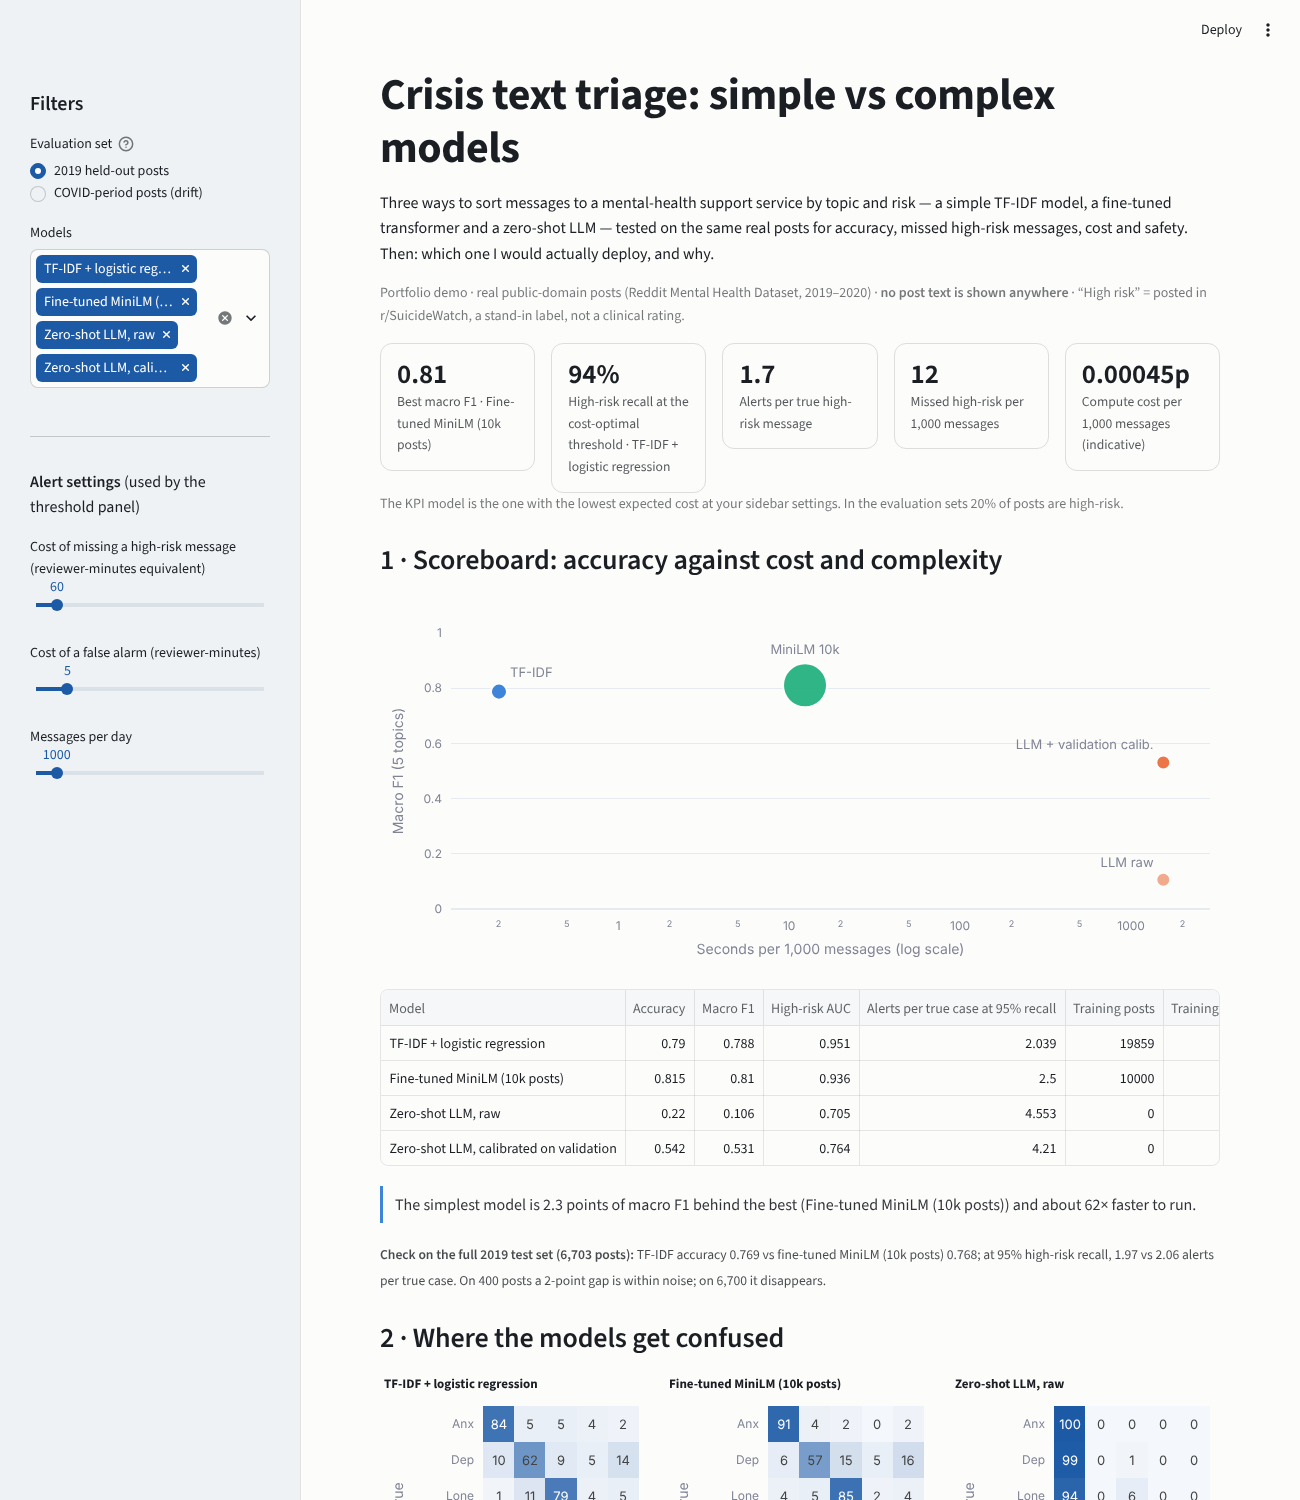 Deploy
Filters
Evaluation set
2019 held-out posts
COVID-period posts (drift)
Models
TF-IDF + logistic reg… ×
Fine-tuned MiniLM (… ×
Zero-shot LLM, raw ×
Zero-shot LLM, cali… ×
Alert settings (used by the
threshold panel)
Cost of missing a high-risk message
(reviewer-minutes equivalent)
60
Cost of a false alarm (reviewer-minutes)
5
Messages per day
1000
Crisis text triage: simple vs complex
models
Three ways to sort messages to a mental-health support service by topic and risk — a simple TF-IDF model, a fine-tuned
transformer and a zero-shot LLM — tested on the same real posts for accuracy, missed high-risk messages, cost and safety.
Then: which one I would actually deploy, and why.
Portfolio demo · real public-domain posts (Reddit Mental Health Dataset, 2019–2020) · no post text is shown anywhere · “High risk” = posted in
r/SuicideWatch, a stand-in label, not a clinical rating.
0.81
Best macro F1 · Fine-
tuned MiniLM (10k
posts)
94%
High-risk recall at the
cost-optimal
threshold · TF-IDF +
logistic regression
1.7
Alerts per true high-
risk message
12
Missed high-risk per
1,000 messages
0.00045p
Compute cost per
1,000 messages
(indicative)
The KPI model is the one with the lowest expected cost at your sidebar settings. In the evaluation sets 20% of posts are high-risk.
1 · Scoreboard: accuracy against cost and complexity
Macro F1 (5 topics)
1
0.8
0.6
0.4
0.2
0
TF-IDF
MiniLM 10k
LLM + validation calib.
LLM raw
2 5 1 2 5 10 2 5 100 2 5 1000 2
Seconds per 1,000 messages (log scale)
Model Accuracy Macro F1 High-risk AUC Alerts per true case at 95% recall Training posts Training
TF-IDF + logistic regression 0.79 0.788 0.951 2.039 19859
Fine-tuned MiniLM (10k posts) 0.815 0.81 0.936 2.5 10000
Zero-shot LLM, raw 0.22 0.106 0.705 4.553 0
Zero-shot LLM, calibrated on validation 0.542 0.531 0.764 4.21 0
The simplest model is 2.3 points of macro F1 behind the best (Fine-tuned MiniLM (10k posts)) and about 62× faster to run.
Check on the full 2019 test set (6,703 posts): TF-IDF accuracy 0.769 vs fine-tuned MiniLM (10k posts) 0.768; at 95% high-risk recall, 1.97 vs 2.06 alerts
per true case. On 400 posts a 2-point gap is within noise; on 6,700 it disappears.
2 · Where the models get confused
TF-IDF + logistic regression
Anx 84 5 5 4 2
Dep 10 62 9 5 14
Lone 1 11 79 4 5
Fine-tuned MiniLM (10k posts)
91 4 2 0 2
6 57 15 5 16
4 5 85 2 4
Zero-shot LLM, raw
Anx 100 0 0 0 0
Dep 99 0 1 0 0
Lone 94 0 6 0 0